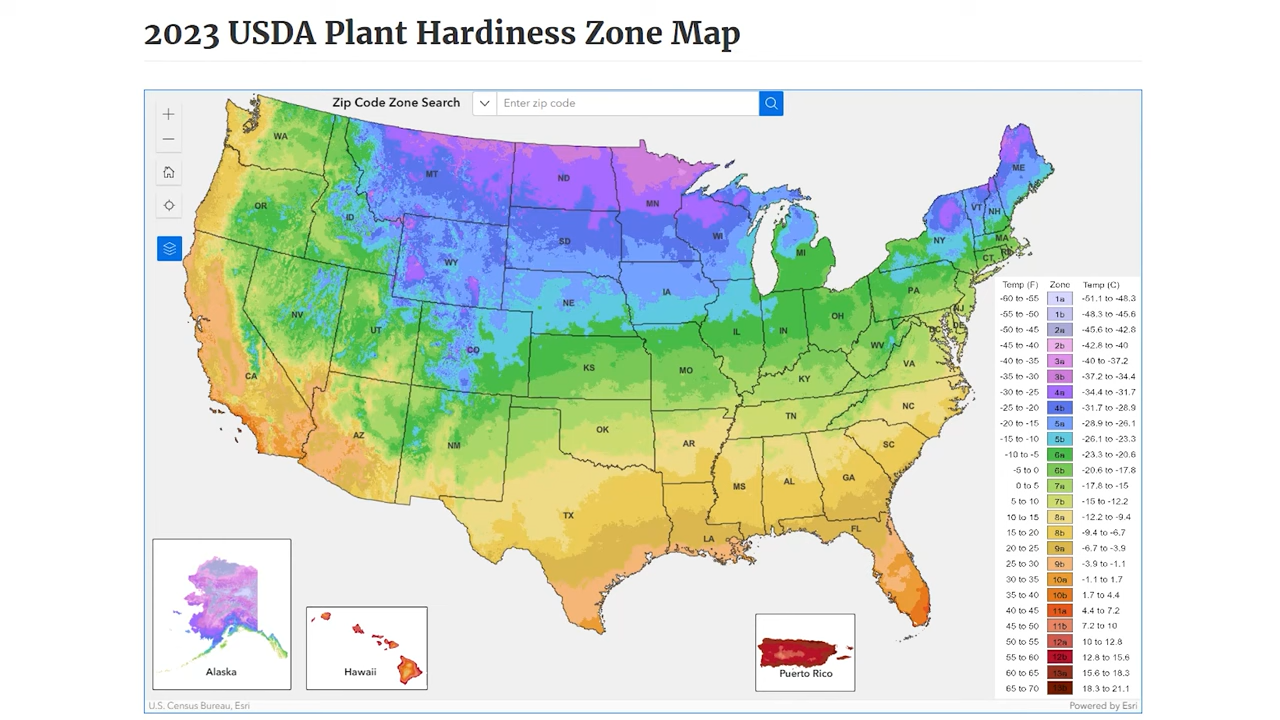 2023 USDA Plant Hardiness Zone Map
Zip Code Zone Search
Enter zip code
WA
MT
ND
MN
ME
OR
ID
VT
NH
WY
SD
WI
NY
MA
MI
CT
RI
NV
UT
NE
IA
PA
NJ
CO
IL
IN
OH
DC
DE
WV
VA
CA
KS
MO
KY
AZ
NM
OK
TN
NC
AR
SC
TX
MS
AL
GA
LA
FL
Temp (F) Zone Temp (C)
-60 to -55 1a -51.1 to -48.3
-55 to -50 1b -48.3 to -45.6
-50 to -45 2a -45.6 to -42.8
-45 to -40 2b -42.8 to -40
-40 to -35 3a -40 to -37.2
-35 to -30 3b -37.2 to -34.4
-30 to -25 4a -34.4 to -31.7
-25 to -20 4b -31.7 to -28.9
-20 to -15 5a -28.9 to -26.1
-15 to -10 5b -26.1 to -23.3
-10 to -5 6a -23.3 to -20.6
-5 to 0 6b -20.6 to -17.8
0 to 5 7a -17.8 to -15
5 to 10 7b -15 to -12.2
10 to 15 8a -12.2 to -9.4
15 to 20 8b -9.4 to -6.7
20 to 25 9a -6.7 to -3.9
25 to 30 9b -3.9 to -1.1
30 to 35 10a -1.1 to 1.7
35 to 40 10b 1.7 to 4.4
40 to 45 11a 4.4 to 7.2
45 to 50 11b 7.2 to 10
50 to 55 12a 10 to 12.8
55 to 60 12b 12.8 to 15.6
60 to 65 13a 15.6 to 18.3
65 to 70 13b 18.3 to 21.1
Alaska
Hawaii
Puerto Rico
U.S. Census Bureau, Esri
Powered by Esri